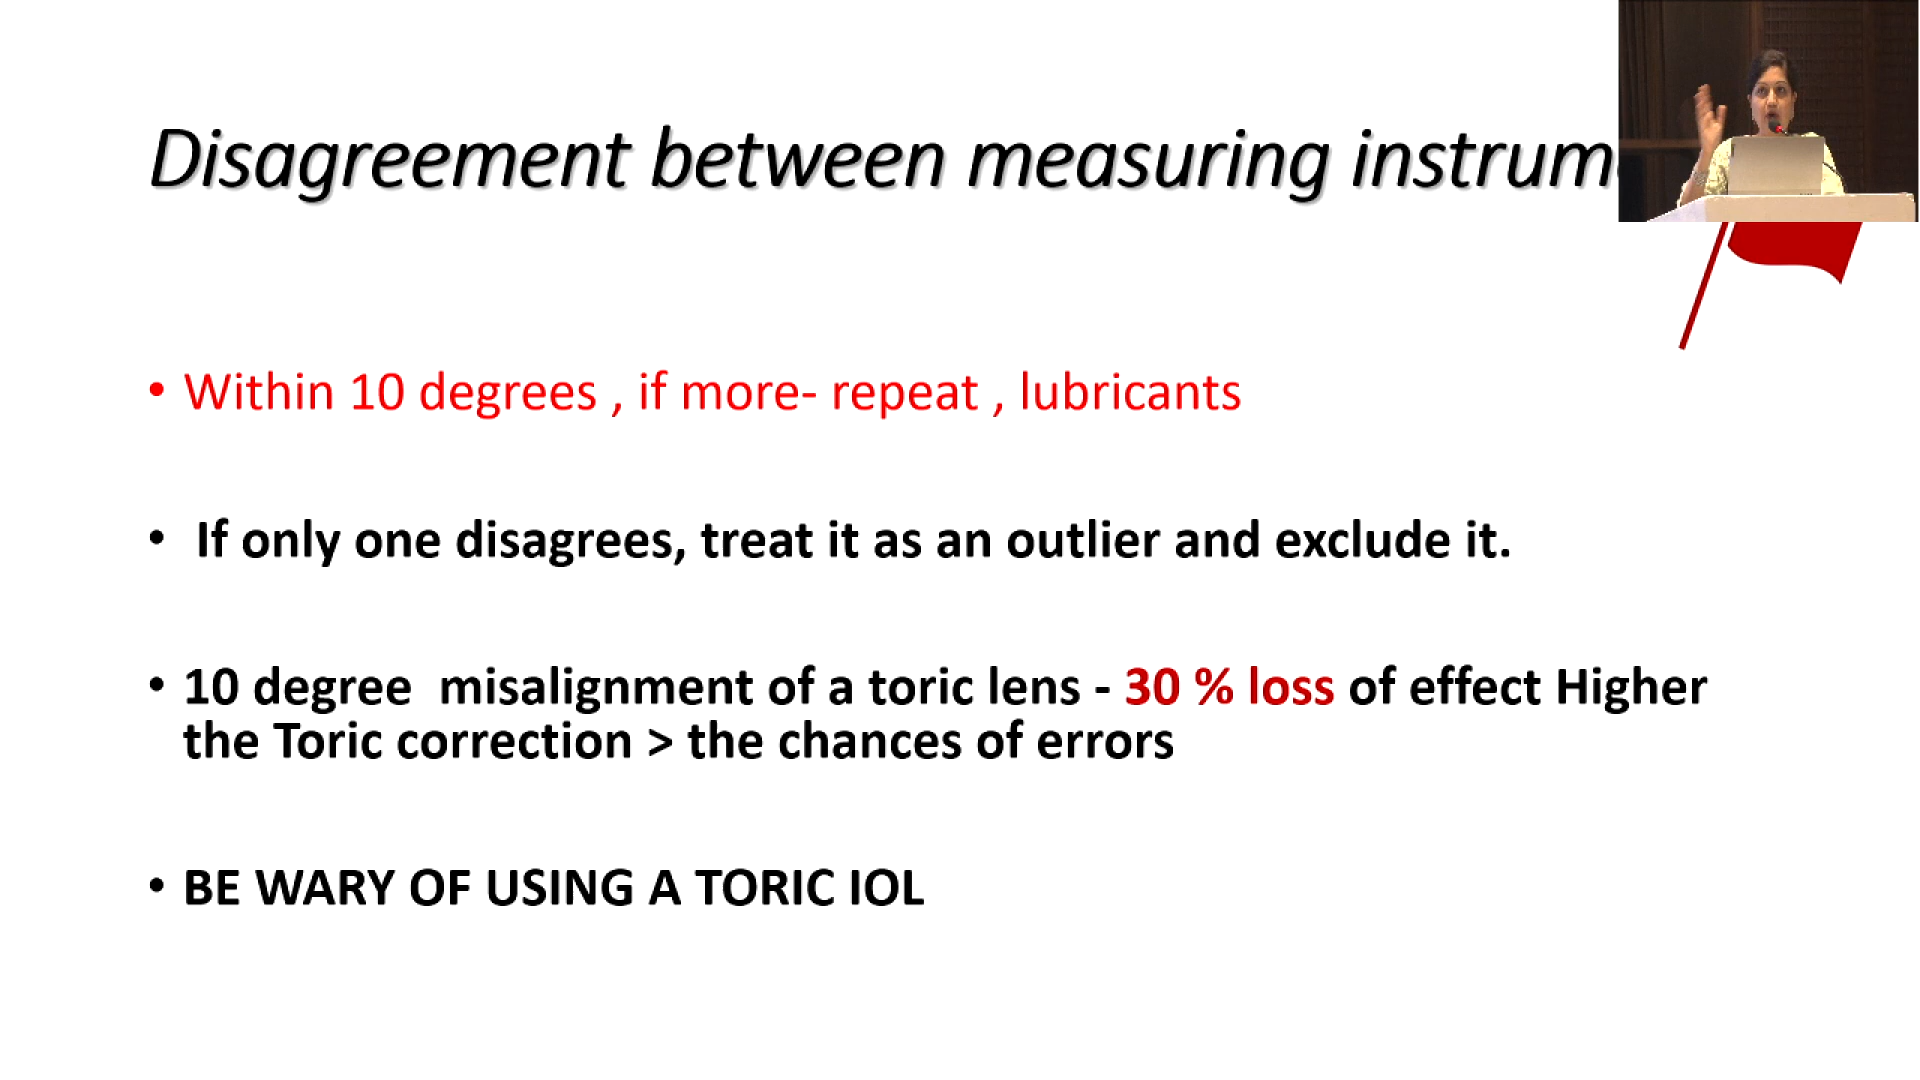 Disagreement between measuring
• Within 10 degrees , if more- repeat , lubricants
• If only one disagrees, treat it as an outlier and exclude it.
• 10 degree misalignment of a toric lens - 30 % loss of effect Higher
the Toric correction > the chances of errors
• BE WARY OF USING A TORIC IOL